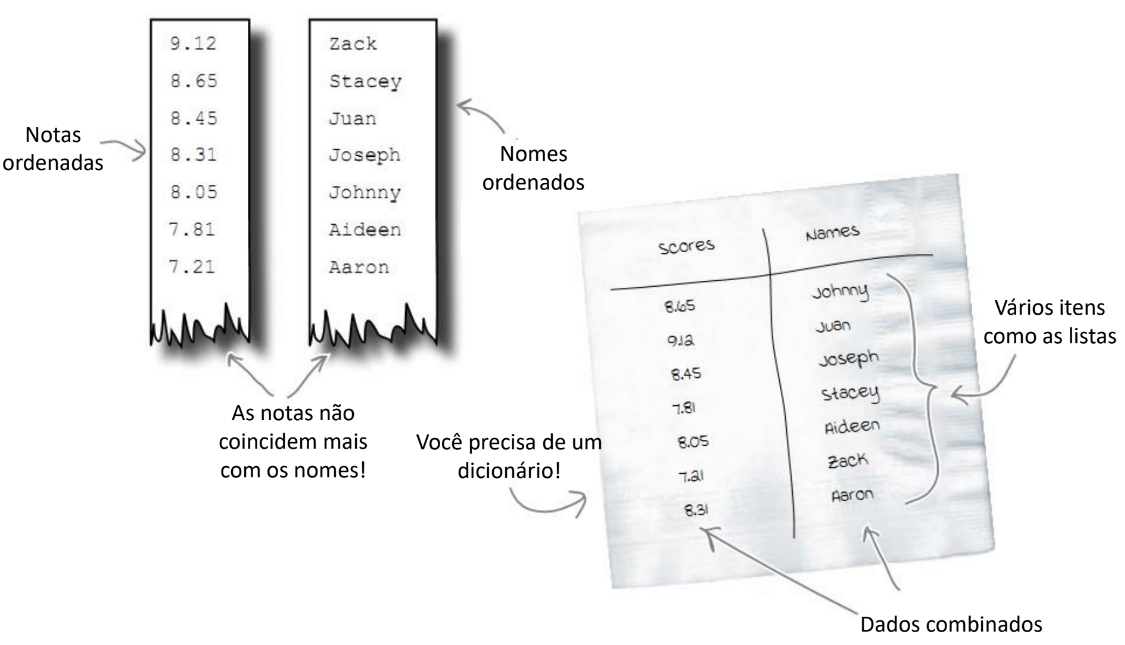 9.12
8.65
8.45
8.31
8.05
7.81
7.21
Zack
Stacey
Juan
Joseph
Johnny
Aideen
Aaron
Notas
ordenadas
Nomes
ordenados
As notas não
coincidem mais
com os nomes!
Você precisa de um
dicionário!
Scores Names
8.65 Johnny
9.12 Juan
8.45 Joseph
7.81 Stacey
8.05 Aideen
7.21 Zack
8.31 Aaron
Vários itens
como as listas
Dados combinados